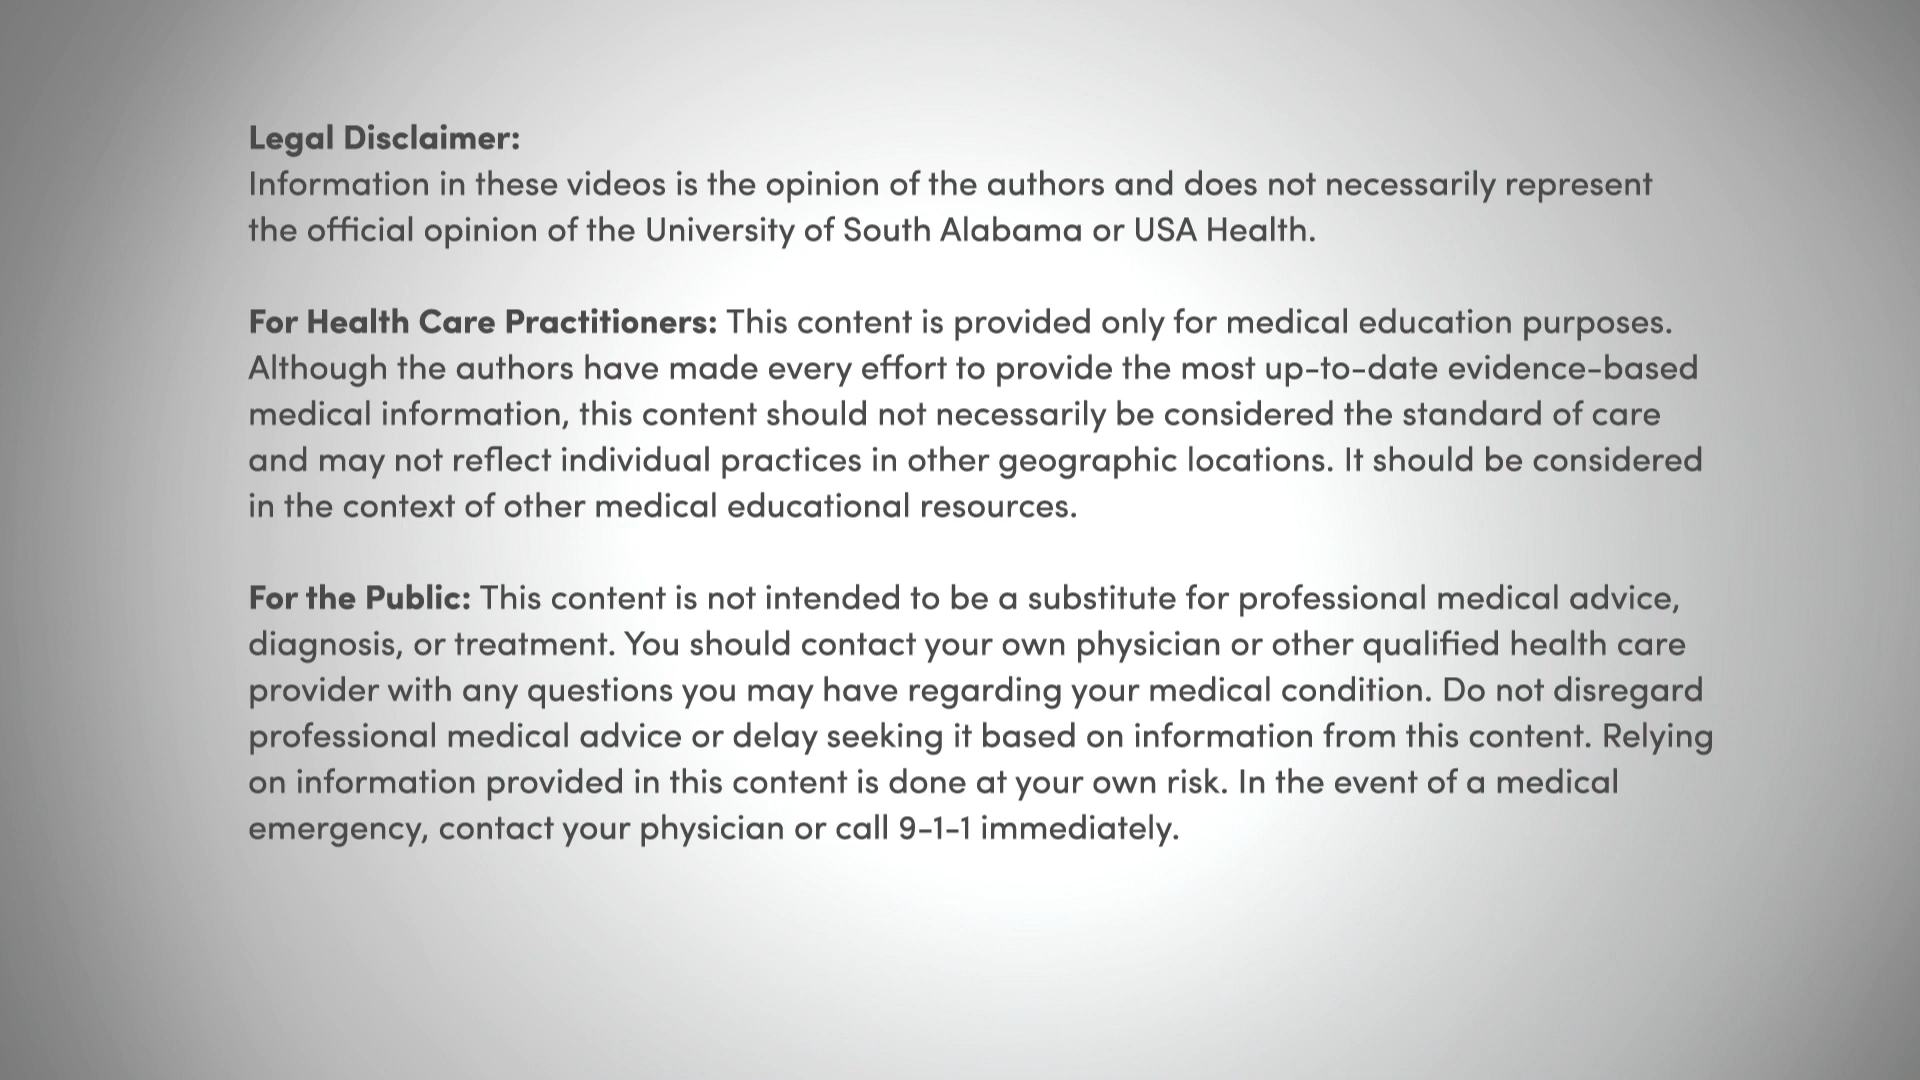 Legal Disclaimer:
Information in these videos is the opinion of the authors and does not necessarily represent
the official opinion of the University of South Alabama or USA Health.
For Health Care Practitioners: This content is provided only for medical education purposes.
Although the authors have made every effort to provide the most up-to-date evidence-based
medical information, this content should not necessarily be considered the standard of care
and may not reflect individual practices in other geographic locations. It should be considered
in the context of other medical educational resources.
For the Public: This content is not intended to be a substitute for professional medical advice,
diagnosis, or treatment. You should contact your own physician or other qualified health care
provider with any questions you may have regarding your medical condition. Do not disregard
professional medical advice or delay seeking it based on information from this content. Relying
on information provided in this content is done at your own risk. In the event of a medical
emergency, contact your physician or call 9-1-1 immediately.